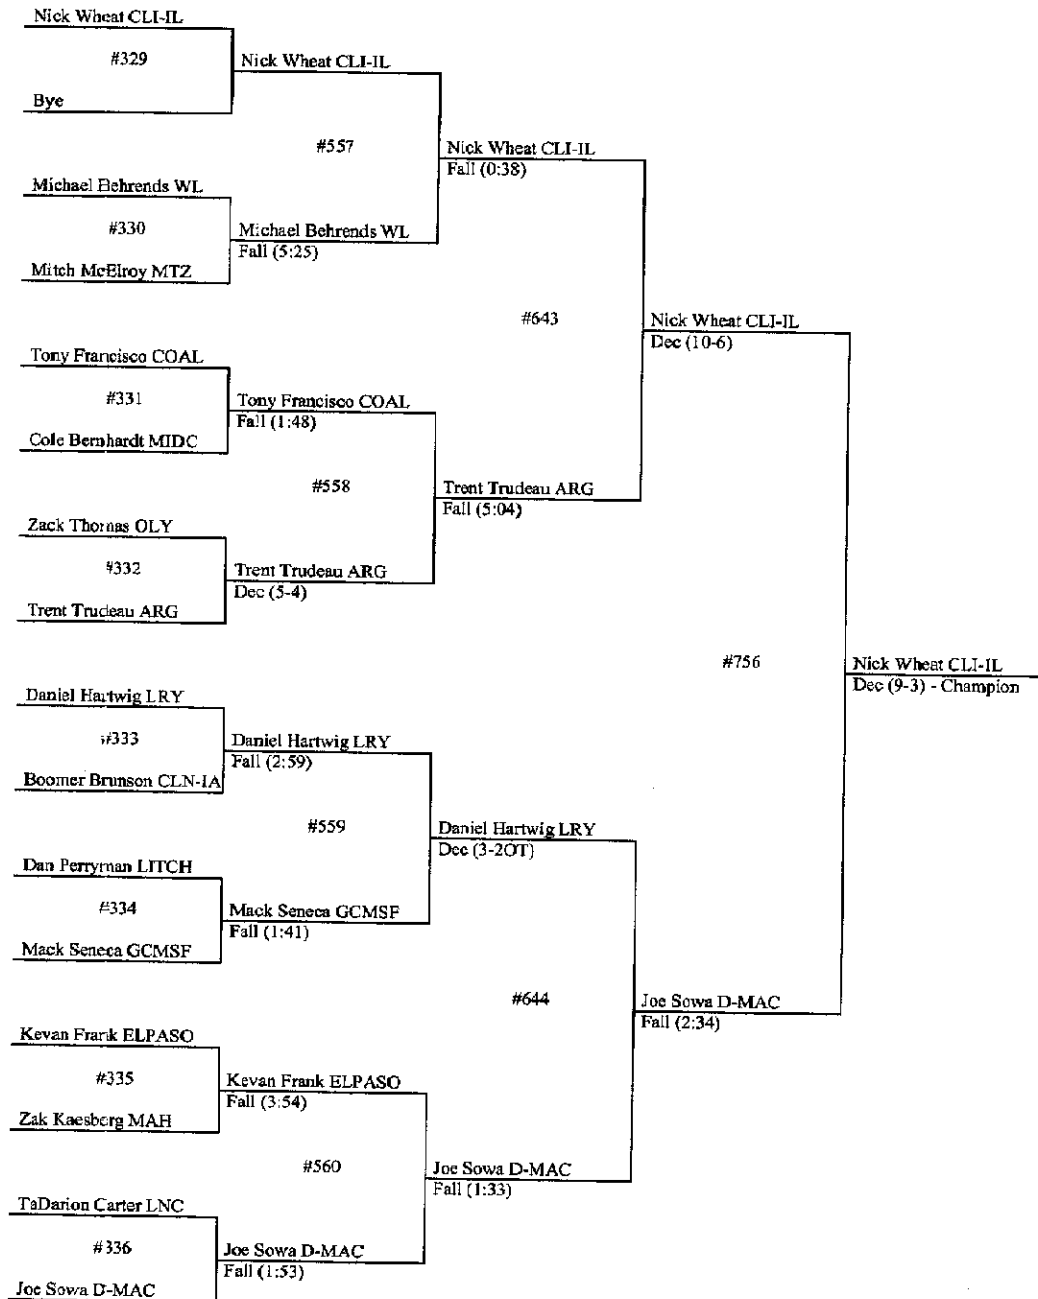 Nick Wheat CLI-IL
#329
Nick Wheat CLI-IL
Bye
#557
Nick Wheat CLI-IL
Fall (0:38)
Michael Behrends WL
#330
Michael Behrends WL
Fall (5:25)
Mitch McElroy MTZ
#643
Nick Wheat CLI-IL
Dec (10-6)
Tony Francisco COAL
#331
Tony Francisco COAL
Fall (1:48)
Cole Bernhardt MIDC
#558
Trent Trudeau ARG
Fall (5:04)
Zack Thomas OLY
#332
Trent Trudeau ARG
Dec (5-4)
Trent Trudeau ARG
#756
Nick Wheat CLI-IL
Dec (9-3) - Champion
Daniel Hartwig LRY
#333
Daniel Hartwig LRY
Fall (2:59)
Boomer Brunson CLN-IA
#559
Daniel Hartwig LRY
Dec (3-2OT)
Dan Perryman LITCH
#334
Mack Seneca GCMSF
Fall (1:41)
Mack Seneca GCMSF
#644
Joe Sowa D-MAC
Fall (2:34)
Kevan Frank ELPASO
#335
Kevan Frank ELPASO
Fall (3:54)
Zak Kaesberg MAH
#560
Joe Sowa D-MAC
Fall (1:33)
TaDarion Carter LNC
#336
Joe Sowa D-MAC
Fall (1:53)
Joe Sowa D-MAC